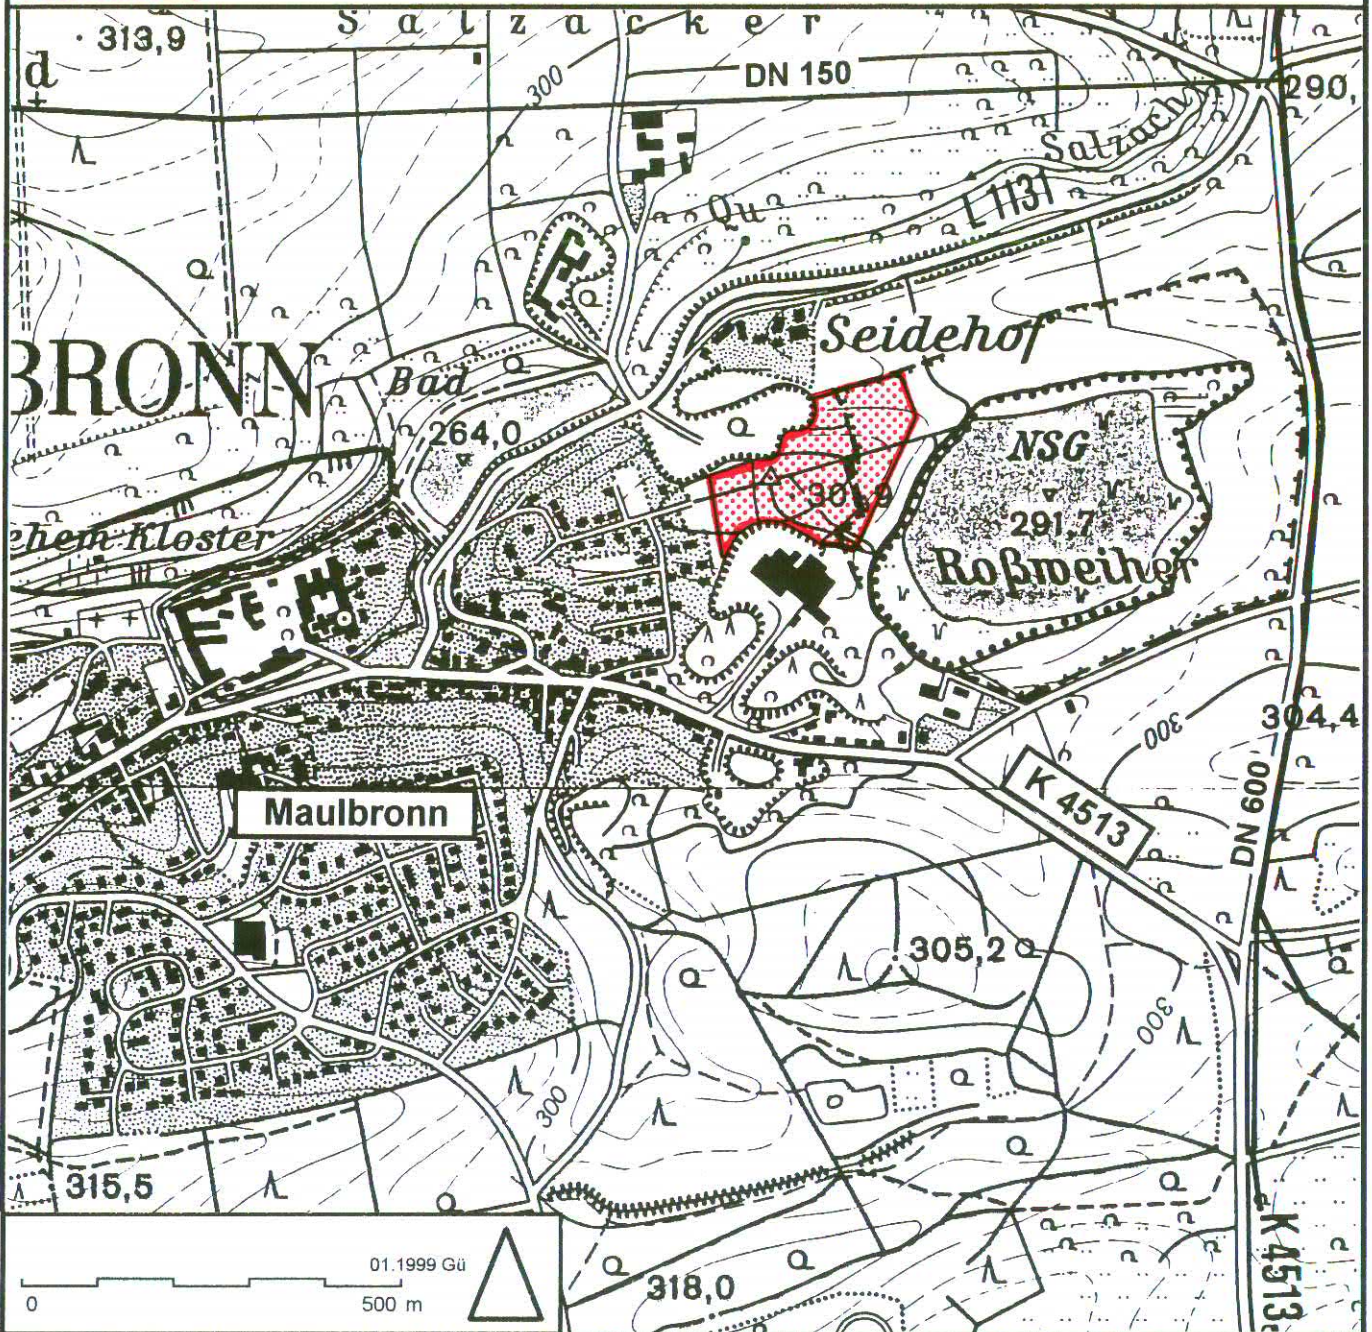 Salzacker
313,9
d
300
DN 150
290,
Salzach
Qu
L 1131
Seidehof
BRONN
Bad
264,0
NSG
291,7
Roßweiher
ehem Kloster
304,4
300
K 4513
DN 600
Maulbronn
305,2
300
300
315,5
318,0
K 4513
01.1999 Gü
0
500 m